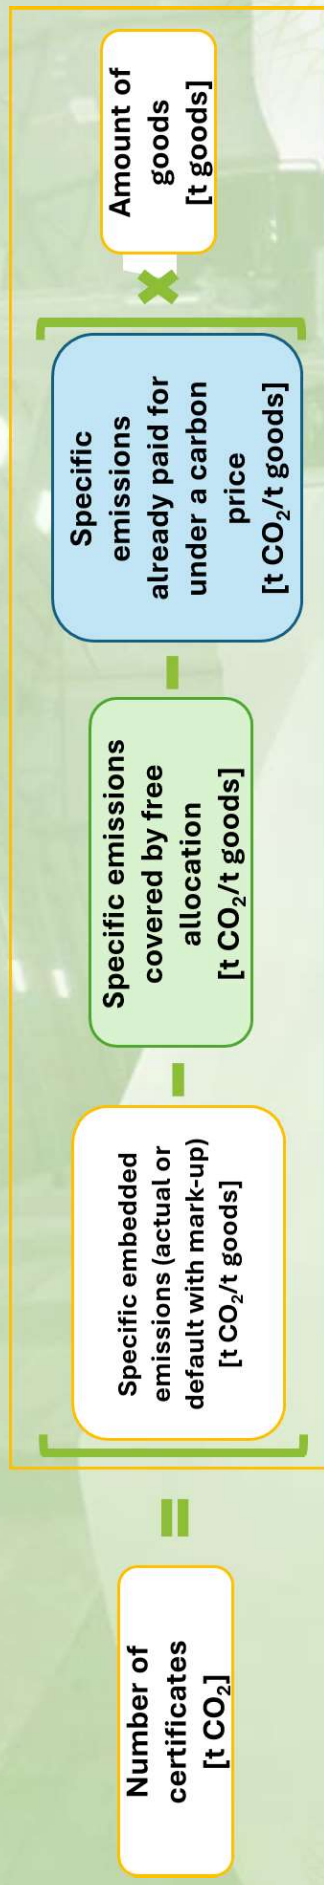 Number of
certificates
[t CO₂]
=
[
Specific embedded
emissions (actual or
default with mark-up)
[t CO₂/t goods]
-
Specific emissions
covered by free
allocation
[t CO₂/t goods]
-
Specific
emissions
already paid for
under a carbon
price
[t CO₂/t goods]
]
×
Amount of
goods
[t goods]